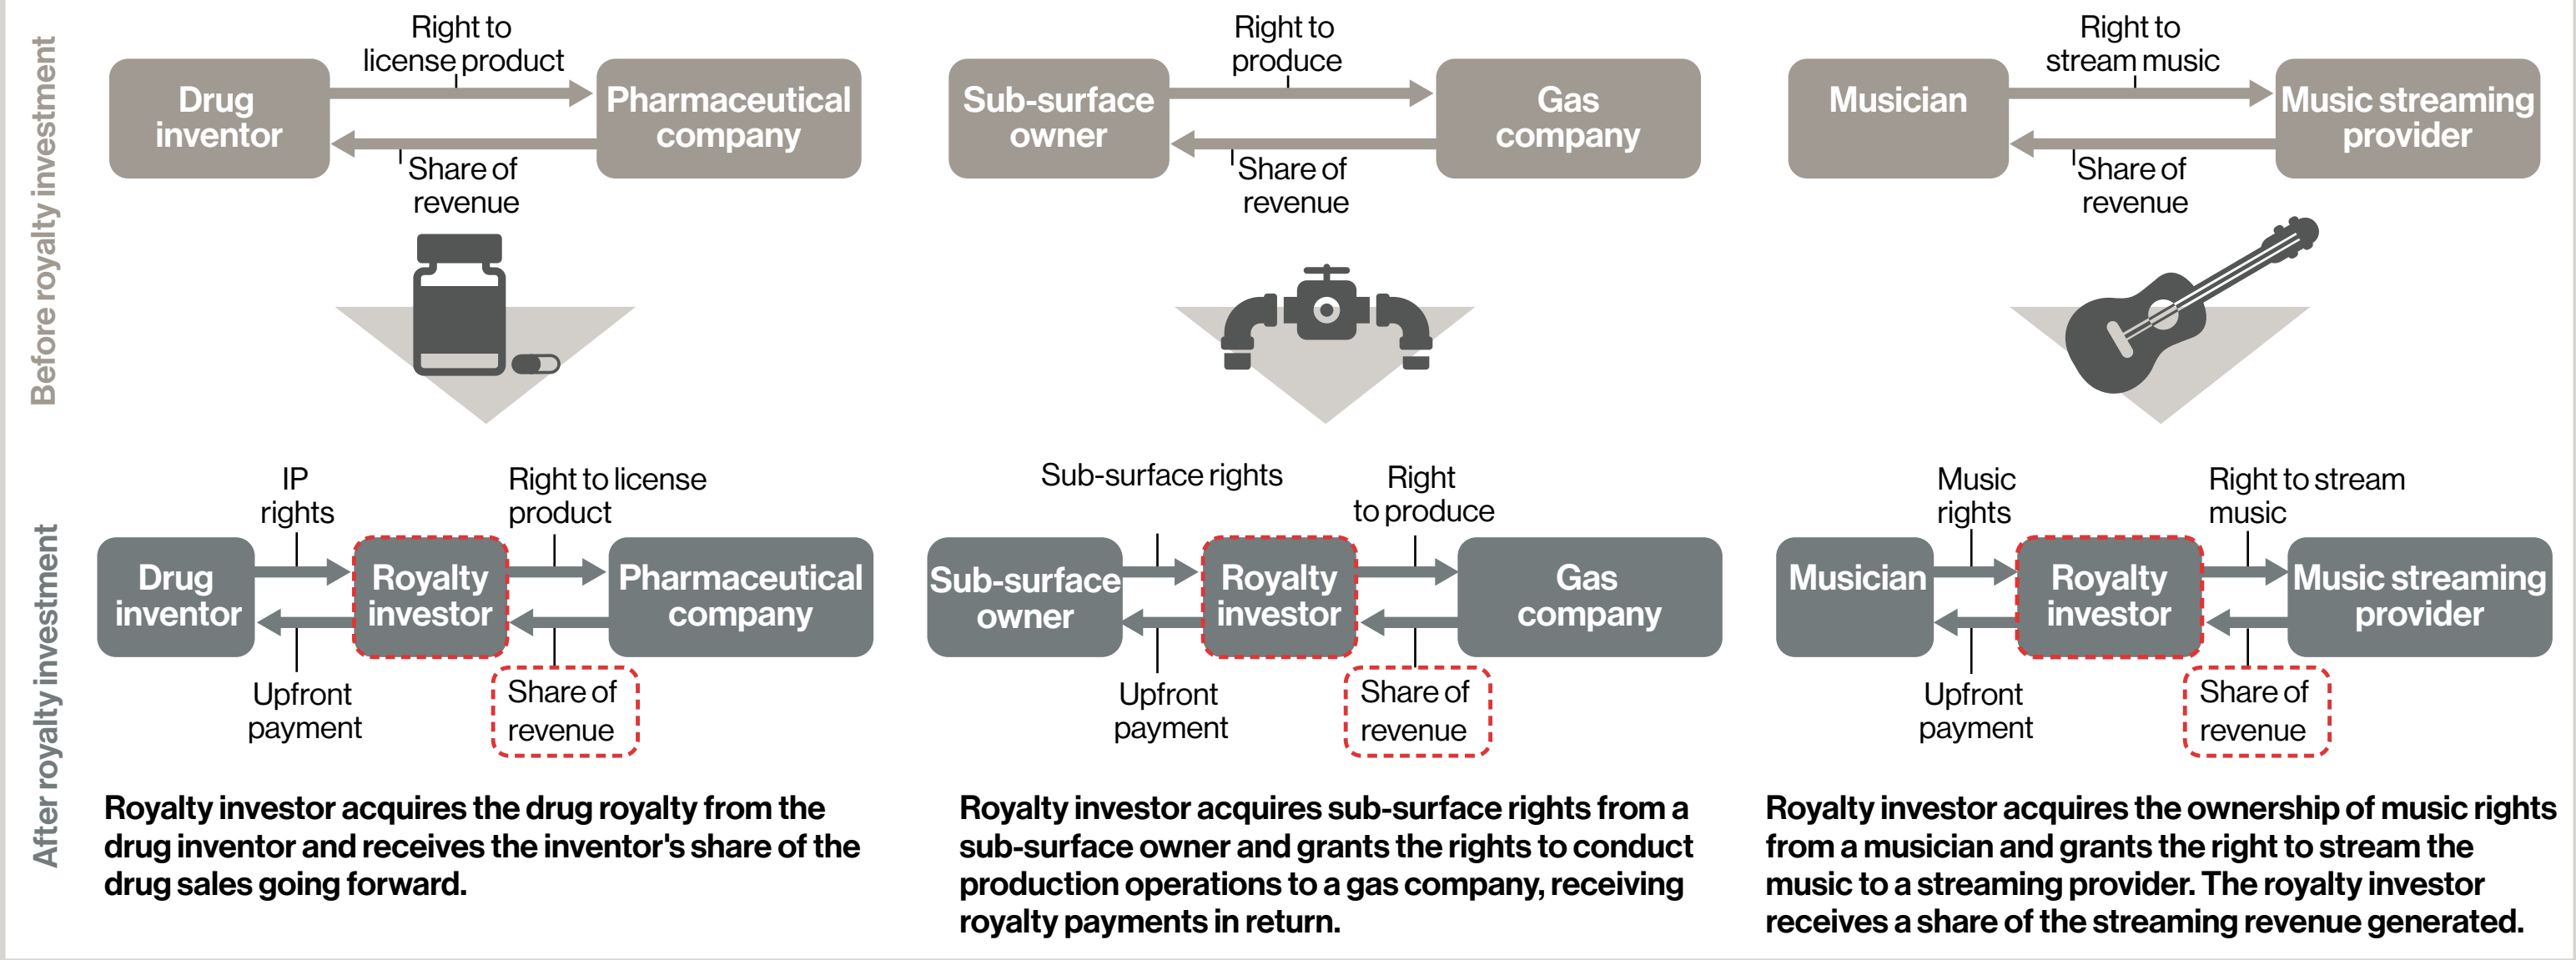 Before royalty investment
Right to
license product
Drug
inventor
Pharmaceutical
company
Share of
revenue
Right to
produce
Sub-surface
owner
Gas
company
Share of
revenue
Right to
stream music
Musician
Music streaming
provider
Share of
revenue
After royalty investment
IP
rights
Right to license
product
Drug
inventor
Royalty
investor
Pharmaceutical
company
Upfront
payment
Share of
revenue
Royalty investor acquires the drug royalty from the
drug inventor and receives the inventor's share of the
drug sales going forward.
Sub-surface rights
Right
to produce
Sub-surface
owner
Royalty
investor
Gas
company
Upfront
payment
Share of
revenue
Royalty investor acquires sub-surface rights from a
sub-surface owner and grants the rights to conduct
production operations to a gas company, receiving
royalty payments in return.
Music
rights
Right to stream
music
Musician
Royalty
investor
Music streaming
provider
Upfront
payment
Share of
revenue
Royalty investor acquires the ownership of music rights
from a musician and grants the right to stream the
music to a streaming provider. The royalty investor
receives a share of the streaming revenue generated.